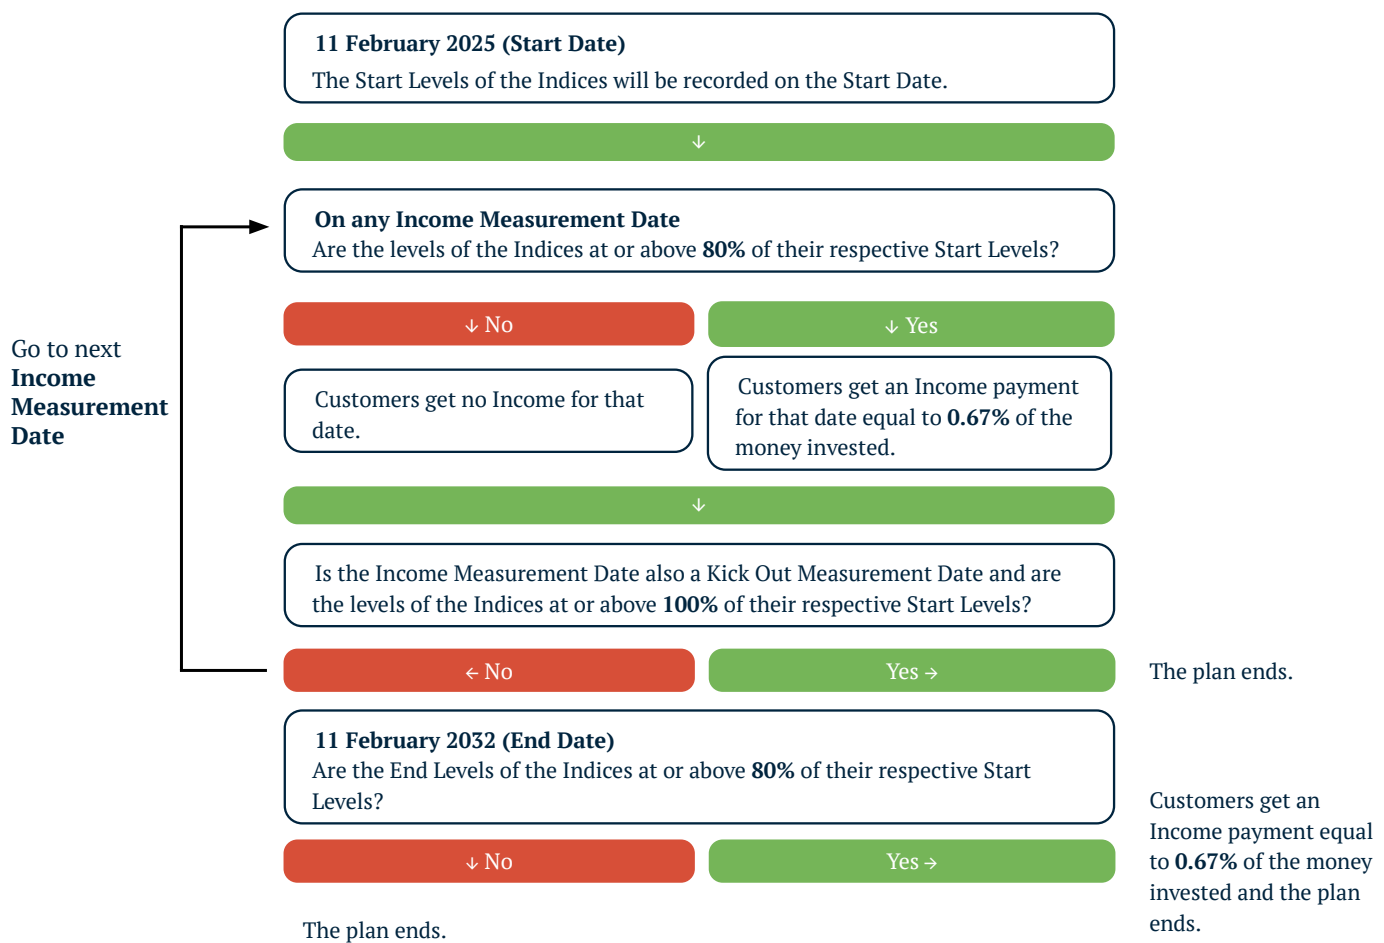 11 February 2025 (Start Date)
The Start Levels of the Indices will be recorded on the Start Date.
↓
On any Income Measurement Date
Are the levels of the Indices at or above 80% of their respective Start Levels?
↓ No
↓ Yes
Go to next
Income
Measurement
Date
Customers get no Income for that
date.
Customers get an Income payment
for that date equal to 0.67% of the
money invested.
↓
Is the Income Measurement Date also a Kick Out Measurement Date and are
the levels of the Indices at or above 100% of their respective Start Levels?
← No
Yes →
The plan ends.
11 February 2032 (End Date)
Are the End Levels of the Indices at or above 80% of their respective Start
Levels?
↓ No
Yes →
Customers get an
Income payment equal
to 0.67% of the money
invested and the plan
ends.
The plan ends.